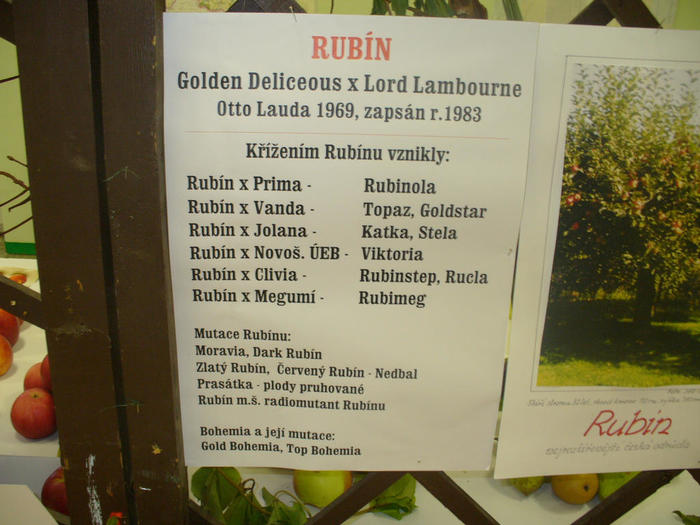 RUBÍN
Golden Deliceous x Lord Lambourne
Otto Lauda 1969, zapsán r.1983
Křížením Rubínu vznikly:
Rubín x Prima - Rubinola
Rubín x Vanda - Topaz, Goldstar
Rubín x Jolana - Katka, Stela
Rubín x Novoš. ÚEB - Viktoria
Rubín x Clivia - Rubinstep, Rucla
Rubín x Megumí - Rubimeg
Mutace Rubínu:
Moravia, Dark Rubín
Zlatý Rubín, Červený Rubín - Nedbal
Prasátka - plody pruhované
Rubín m.š. radiomutant Rubínu
Bohemia a její mutace:
Gold Bohemia, Top Bohemia
Rubín
nejrozšířenější česká odrůda